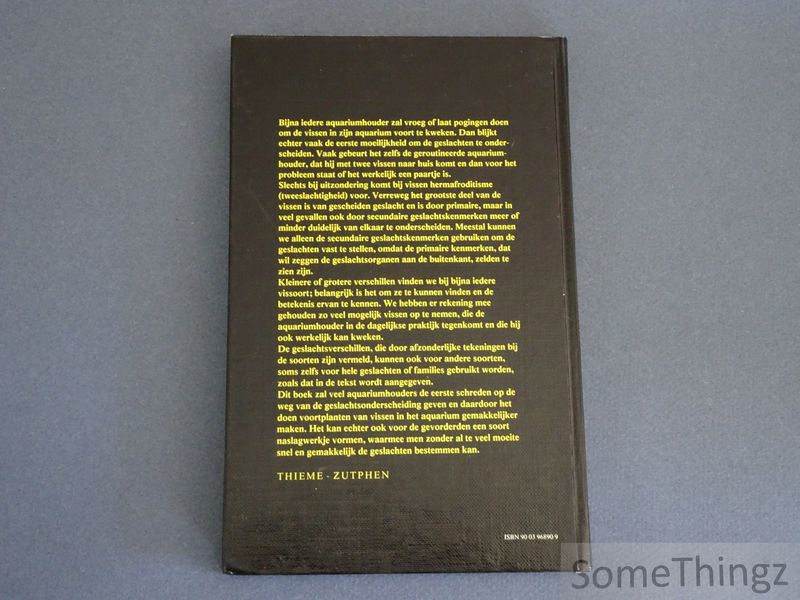 Bijna iedere aquariumhouder zal vroeg of laat pogingen doen
om de vissen in zijn aquarium voort te kweken. Dan blijkt
echter vaak de eerste moeilijkheid om de geslachten te onder-
scheiden. Vaak gebeurt het zelfs de geroutineerde aquarium-
houder, dat hij met twee vissen naar huis komt en dan voor het
probleem staat of het werkelijk een paartje is.
Slechts bij uitzondering komt bij vissen hermafroditisme
(tweeslachtigheid) voor. Verreweg het grootste deel van de
vissen is van gescheiden geslacht en is door primaire, maar in
veel gevallen ook door secundaire geslachtskenmerken meer of
minder duidelijk van elkaar te onderscheiden. Meestal kunnen
we alleen de secundaire geslachtskenmerken gebruiken om de
geslachten vast te stellen, omdat de primaire kenmerken, dat
wil zeggen de geslachtsorganen aan de buitenkant, zelden te
zien zijn.
Kleinere of grotere verschillen vinden we bij bijna iedere
vissoort; belangrijk is het om ze te kunnen vinden en de
betekenis ervan te kennen. We hebben er rekening mee
gehouden zo veel mogelijk vissen op te nemen, die de
aquariumhouder in de dagelijkse praktijk tegenkomt en die hij
ook werkelijk kan kweken.
De geslachtsverschillen, die door afzonderlijke tekeningen bij
de soorten zijn vermeld, kunnen ook voor andere soorten,
soms zelfs voor hele geslachten of families gebruikt worden,
zoals dat in de tekst wordt aangegeven.
Dit boek zal veel aquariumhouders de eerste schreden op de
weg van de geslachtsonderscheiding geven en daardoor het
doen voortplanten van vissen in het aquarium gemakkelijker
maken. Het kan echter ook voor de gevorderden een soort
naslagwerkje vormen, waarmee men zonder al te veel moeite
snel en gemakkelijk de geslachten bestemmen kan.
THIEME - ZUTPHEN
ISBN 90 03 96890 9
SomeThingz